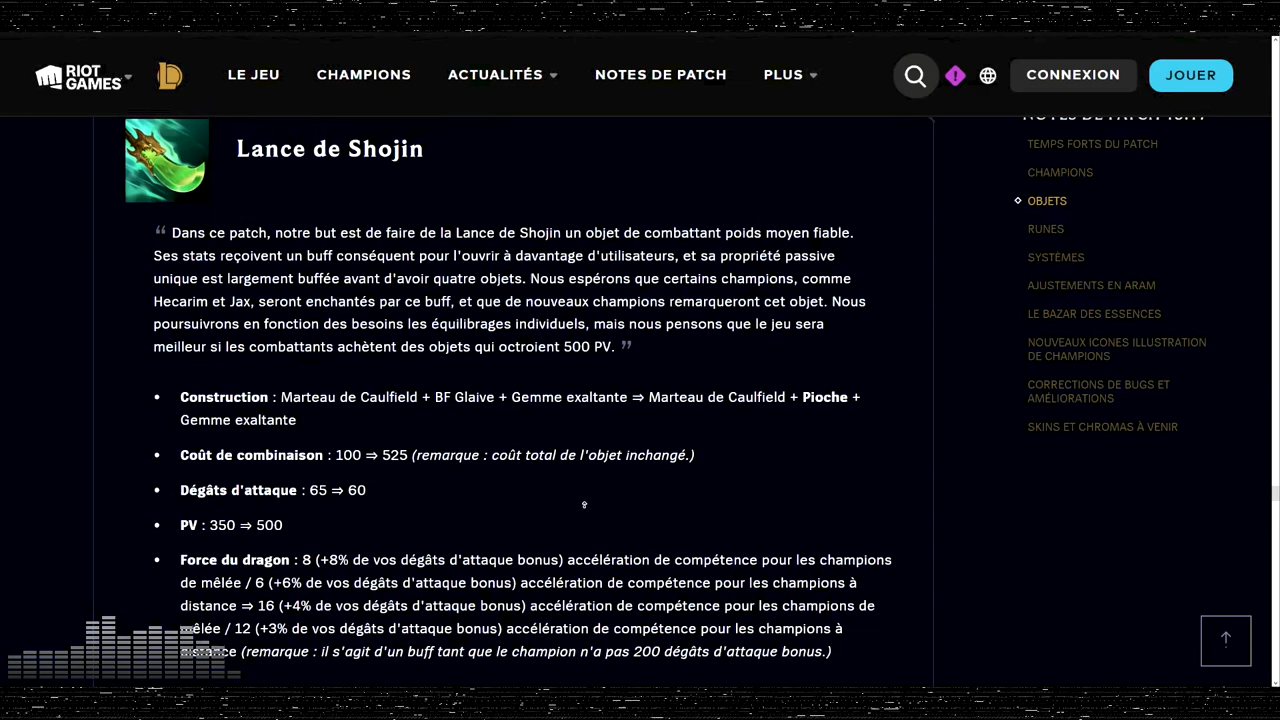 RIOT GAMES
LE JEU
CHAMPIONS
ACTUALITÉS
NOTES DE PATCH
PLUS
CONNEXION
JOUER
Lance de Shojin
“ Dans ce patch, notre but est de faire de la Lance de Shojin un objet de combattant poids moyen fiable.
Ses stats reçoivent un buff conséquent pour l'ouvrir à davantage d'utilisateurs, et sa propriété passive
unique est largement buffée avant d'avoir quatre objets. Nous espérons que certains champions, comme
Hecarim et Jax, seront enchantés par ce buff, et que de nouveaux champions remarqueront cet objet. Nous
poursuivrons en fonction des besoins les équilibrages individuels, mais nous pensons que le jeu sera
meilleur si les combattants achètent des objets qui octroient 500 PV. ”
• Construction : Marteau de Caulfield + BF Glaive + Gemme exaltante ⇒ Marteau de Caulfield + Pioche +
Gemme exaltante
• Coût de combinaison : 100 ⇒ 525 (remarque : coût total de l'objet inchangé.)
• Dégâts d'attaque : 65 ⇒ 60
• PV : 350 ⇒ 500
• Force du dragon : 8 (+8% de vos dégâts d'attaque bonus) accélération de compétence pour les champions
de mêlée / 6 (+6% de vos dégâts d'attaque bonus) accélération de compétence pour les champions à
distance ⇒ 16 (+4% de vos dégâts d'attaque bonus) accélération de compétence pour les champions de
mêlée / 12 (+3% de vos dégâts d'attaque bonus) accélération de compétence pour les champions à
distance (remarque : il s'agit d'un buff tant que le champion n'a pas 200 dégâts d'attaque bonus.)
TEMPS FORTS DU PATCH
CHAMPIONS
OBJETS
RUNES
SYSTÈMES
AJUSTEMENTS EN ARAM
LE BAZAR DES ESSENCES
NOUVEAUX ICONES ILLUSTRATION
DE CHAMPIONS
CORRECTIONS DE BUGS ET
AMÉLIORATIONS
SKINS ET CHROMAS À VENIR